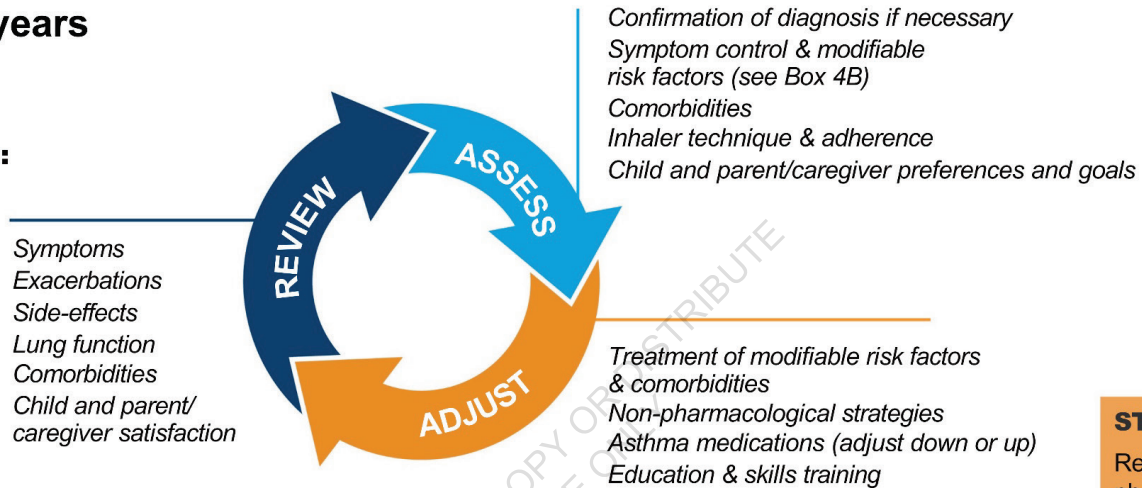 years
:
Confirmation of diagnosis if necessary
Symptom control & modifiable
risk factors (see Box 4B)
Comorbidities
Inhaler technique & adherence
Child and parent/caregiver preferences and goals
REVIEW
ASSESS
ADJUST
Symptoms
Exacerbations
Side-effects
Lung function
Comorbidities
Child and parent/
caregiver satisfaction
Treatment of modifiable risk factors
& comorbidities
Non-pharmacological strategies
Asthma medications (adjust down or up)
Education & skills training
OPY OR DISTRIBUTE
ST
Re